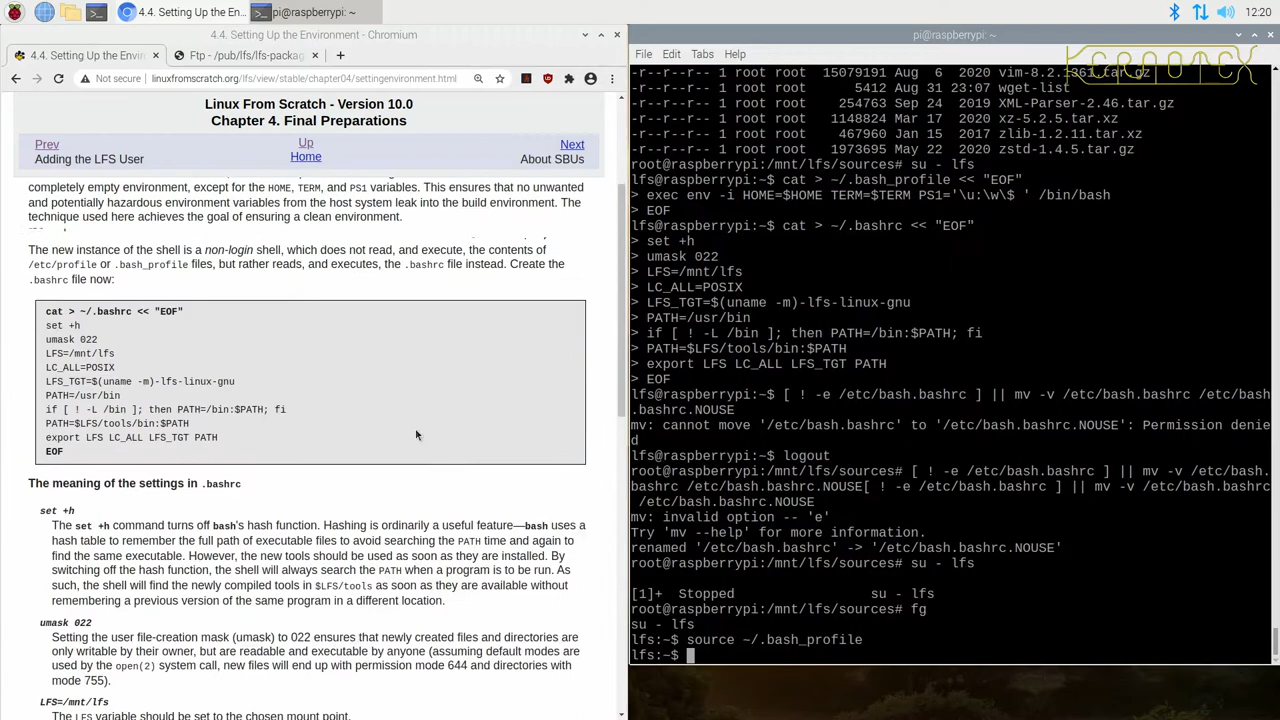 4.4. Setting Up the En...
pi@raspberrypi: ~
12:20
4.4. Setting Up the Environment - Chromium
4.4. Setting Up the Enviro
Ftp - /pub/lfs/lfs-package
Not secure
linuxfromscratch.org/lfs/view/stable/chapter04/settingenvironment.html
Linux From Scratch - Version 10.0
Chapter 4. Final Preparations
Prev
Up
Next
Adding the LFS User
Home
About SBUs
completely empty environment, except for the HOME, TERM, and PS1 variables. This ensures that no unwanted
and potentially hazardous environment variables from the host system leak into the build environment. The
technique used here achieves the goal of ensuring a clean environment.
The new instance of the shell is a non-login shell, which does not read, and execute, the contents of
/etc/profile or .bash_profile files, but rather reads, and executes, the .bashrc file instead. Create the
.bashrc file now:
cat > ~/.bashrc << "EOF"
set +h
umask 022
LFS=/mnt/lfs
LC_ALL=POSIX
LFS_TGT=$(uname -m)-lfs-linux-gnu
PATH=/usr/bin
if [ ! -L /bin ]; then PATH=/bin:$PATH; fi
PATH=$LFS/tools/bin:$PATH
export LFS LC_ALL LFS_TGT PATH
EOF
The meaning of the settings in .bashrc
set +h
The set +h command turns off bash's hash function. Hashing is ordinarily a useful feature—bash uses a
hash table to remember the full path of executable files to avoid searching the PATH time and again to
find the same executable. However, the new tools should be used as soon as they are installed. By
switching off the hash function, the shell will always search the PATH when a program is to be run. As
such, the shell will find the newly compiled tools in $LFS/tools as soon as they are available without
remembering a previous version of the same program in a different location.
umask 022
Setting the user file-creation mask (umask) to 022 ensures that newly created files and directories are
only writable by their owner, but are readable and executable by anyone (assuming default modes are
used by the open(2) system call, new files will end up with permission mode 644 and directories with
mode 755).
LFS=/mnt/lfs
The LFS variable should be set to the chosen mount point.
pi@raspberrypi: ~
File Edit Tabs Help
-r--r--r-- 1 root root 15079191 Aug 6 2020 vim-8.2.1361.tar.gz
-r--r--r-- 1 root root 5412 Aug 31 23:07 wget-list
-r--r--r-- 1 root root 254763 Sep 24 2019 XML-Parser-2.46.tar.gz
-r--r--r-- 1 root root 1148824 Mar 17 2020 xz-5.2.5.tar.xz
-r--r--r-- 1 root root 467960 Jan 15 2017 zlib-1.2.11.tar.xz
-r--r--r-- 1 root root 1973695 May 22 2020 zstd-1.4.5.tar.gz
root@raspberrypi:/mnt/lfs/sources# su - lfs
lfs@raspberrypi:~$ cat > ~/.bash_profile << "EOF"
> exec env -i HOME=$HOME TERM=$TERM PS1='\u:\w\$ ' /bin/bash
> EOF
lfs@raspberrypi:~$ cat > ~/.bashrc << "EOF"
> set +h
> umask 022
> LFS=/mnt/lfs
> LC_ALL=POSIX
> LFS_TGT=$(uname -m)-lfs-linux-gnu
> PATH=/usr/bin
> if [ ! -L /bin ]; then PATH=/bin:$PATH; fi
> PATH=$LFS/tools/bin:$PATH
> export LFS LC_ALL LFS_TGT PATH
> EOF
lfs@raspberrypi:~$ [ ! -e /etc/bash.bashrc ] || mv -v /etc/bash.bashrc /etc/bash
.bashrc.NOUSE
mv: cannot move '/etc/bash.bashrc' to '/etc/bash.bashrc.NOUSE': Permission denie
d
lfs@raspberrypi:~$ logout
root@raspberrypi:/mnt/lfs/sources# [ ! -e /etc/bash.bashrc ] || mv -v /etc/bash.
bashrc /etc/bash.bashrc.NOUSE[ ! -e /etc/bash.bashrc ] || mv -v /etc/bash.bashrc
 /etc/bash.bashrc.NOUSE
mv: invalid option -- 'e'
Try 'mv --help' for more information.
renamed '/etc/bash.bashrc' -> '/etc/bash.bashrc.NOUSE'
root@raspberrypi:/mnt/lfs/sources# su - lfs
[1]+ Stopped su - lfs
root@raspberrypi:/mnt/lfs/sources# fg
su - lfs
lfs:~$ source ~/.bash_profile
lfs:~$